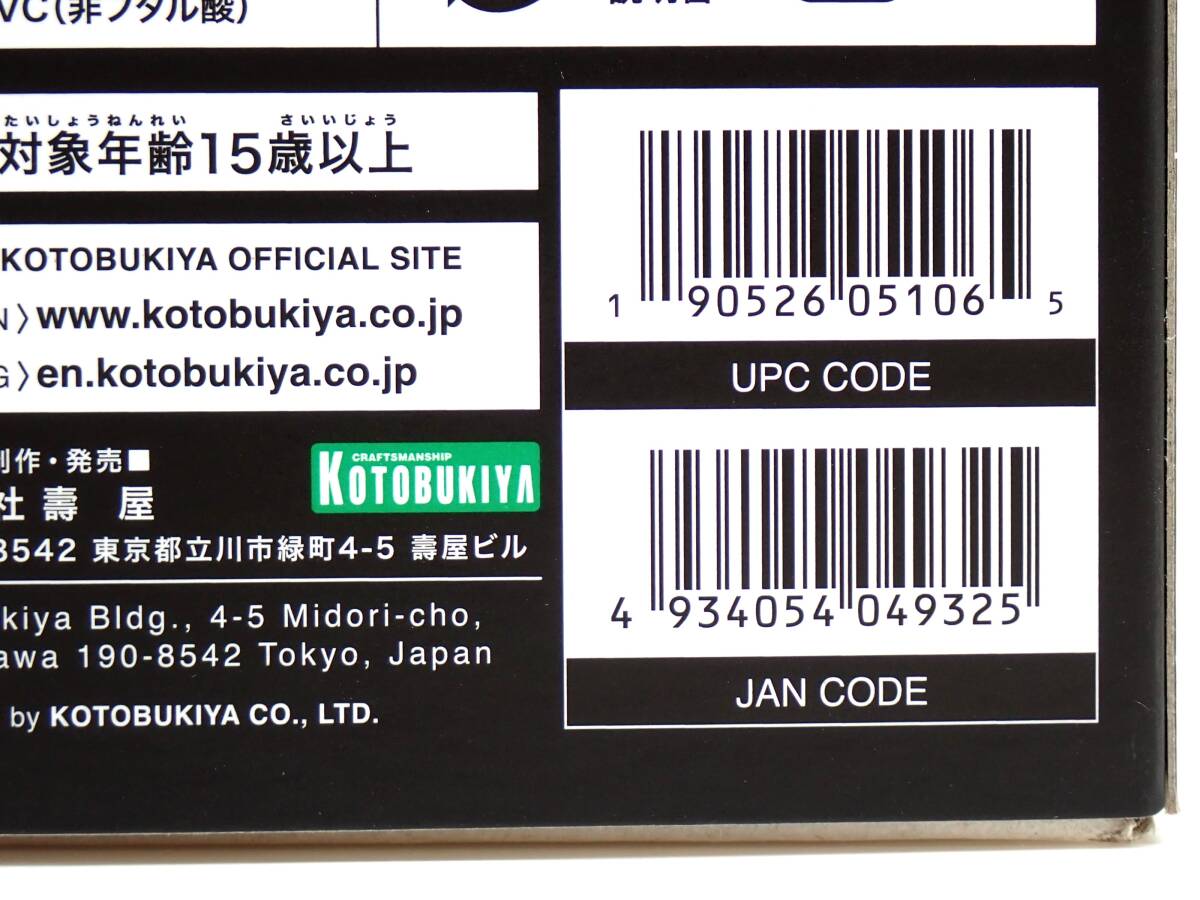 VC(非フタル酸)
たいしょうねんれい さいいじょう
対象年齢15歳以上
KOTOBUKIYA OFFICIAL SITE
N〉www.kotobukiya.co.jp
G〉en.kotobukiya.co.jp
制作・発売■
社 壽 屋
CRAFTSMANSHIP
KOTOBUKIYA
8542 東京都立川市緑町4-5 壽屋ビル
kiya Bldg., 4-5 Midori-cho,
awa 190-8542 Tokyo, Japan
by KOTOBUKIYA CO., LTD.
1 90526 05106 5
UPC CODE
4 934054 049325
JAN CODE